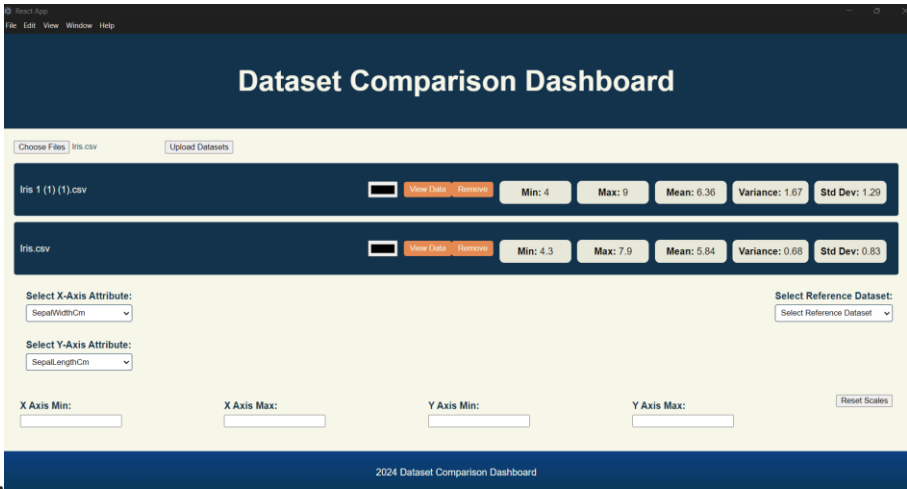 React App
File Edit View Window Help
Dataset Comparison Dashboard
Choose Files Iris.csv Upload Datasets
Iris 1 (1) (1).csv View Data Remove Min: 4 Max: 9 Mean: 6.36 Variance: 1.67 Std Dev: 1.29
Iris.csv View Data Remove Min: 4.3 Max: 7.9 Mean: 5.84 Variance: 0.68 Std Dev: 0.83
Select X-Axis Attribute: Select Reference Dataset:
SepalWidthCm Select Reference Dataset
Select Y-Axis Attribute:
SepalLengthCm
X Axis Min: X Axis Max: Y Axis Min: Y Axis Max: Reset Scales
2024 Dataset Comparison Dashboard